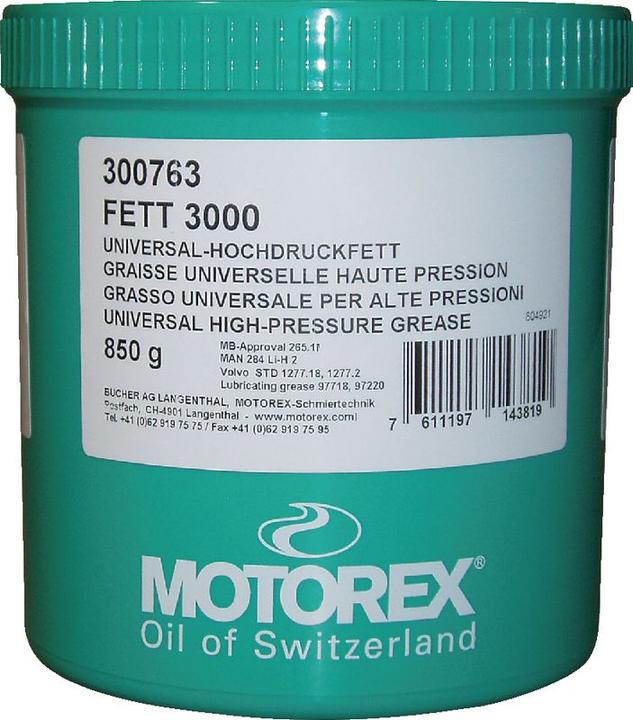 300763
FETT 3000
UNIVERSAL-HOCHDRUCKFETT
GRAISSE UNIVERSELLE HAUTE PRESSION
GRASSO UNIVERSALE PER ALTE PRESSIONI
UNIVERSAL HIGH-PRESSURE GREASE
804921
850 g
MB-Approval 265.1
MAN 284 Li-H 2
Volvo STD 1277.18, 1277.2
Lubricating grease 97718, 97220
BUCHER AG LANGENTHAL, MOTOREX-Schmiertechnik
Postfach, CH-4901 Langenthal - www.motorex.com
Tel. +41 (0)62 919 75 75 / Fax +41 (0)62 919 75 95
7 611197 143819
MOTOREX®
Oil of Switzerland